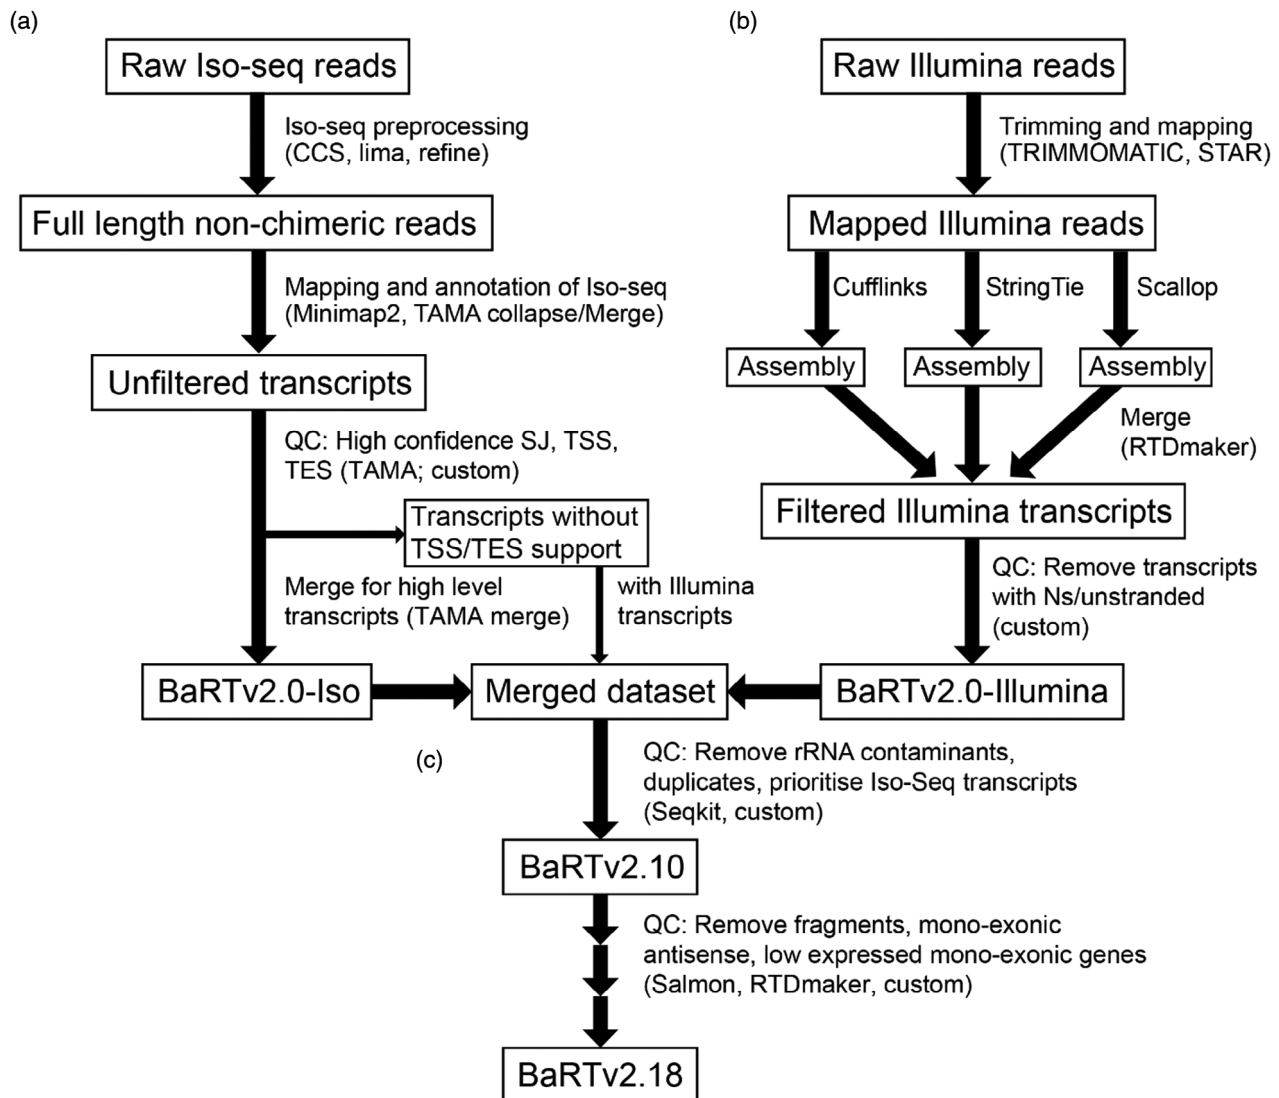 (a)
Raw Iso-seq reads
Iso-seq preprocessing
(CCS, lima, refine)
Full length non-chimeric reads
Mapping and annotation of Iso-seq
(Minimap2, TAMA collapse/Merge)
Unfiltered transcripts
QC: High confidence SJ, TSS,
TES (TAMA; custom)
Transcripts without
TSS/TES support
Merge for high level
transcripts (TAMA merge)
with Illumina
transcripts
BaRTv2.0-Iso
(b)
Raw Illumina reads
Trimming and mapping
(TRIMMOMATIC, STAR)
Mapped Illumina reads
Cufflinks
StringTie
Scallop
Assembly
Assembly
Assembly
Merge
(RTDmaker)
Filtered Illumina transcripts
QC: Remove transcripts
with Ns/unstranded
(custom)
BaRTv2.0-Illumina
Merged dataset
(c)
QC: Remove rRNA contaminants,
duplicates, prioritise Iso-Seq transcripts
(Seqkit, custom)
BaRTv2.10
QC: Remove fragments, mono-exonic
antisense, low expressed mono-exonic genes
(Salmon, RTDmaker, custom)
BaRTv2.18